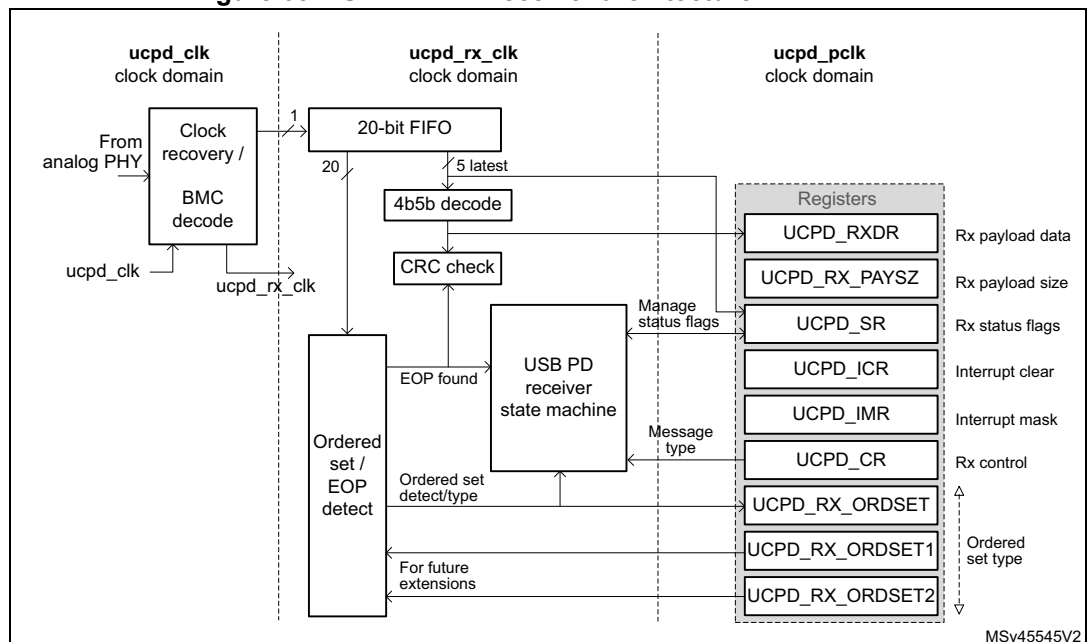 ucpd_clk
clock domain
ucpd_rx_clk
clock domain
ucpd_pclk
clock domain
From
analog PHY
Clock
recovery /
BMC
decode
ucpd_clk
ucpd_rx_clk
1
20-bit FIFO
20
5 latest
4b5b decode
CRC check
EOP found
Ordered
set /
EOP
detect
Ordered set
detect/type
For future
extensions
USB PD
receiver
state machine
Manage
status flags
Message
type
Registers
UCPD_RXDR
Rx payload data
UCPD_RX_PAYSZ
Rx payload size
UCPD_SR
Rx status flags
UCPD_ICR
Interrupt clear
UCPD_IMR
Interrupt mask
UCPD_CR
Rx control
UCPD_RX_ORDSET
UCPD_RX_ORDSET1
UCPD_RX_ORDSET2
Ordered
set type
MSv45545V2